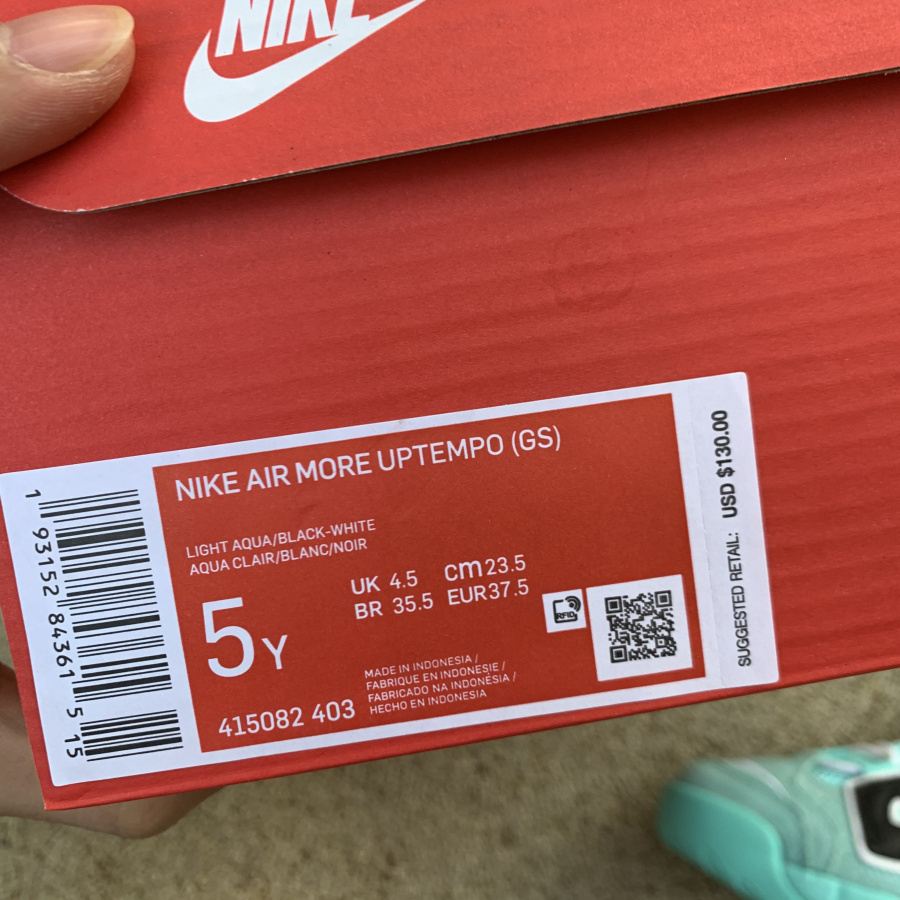 NIKE
NIKE AIR MORE UPTEMPO (GS)
LIGHT AQUA/BLACK-WHITE
AQUA CLAIR/BLANC/NOIR
5Y
UK 4.5 cm 23.5
BR 35.5 EUR 37.5
RFID
MADE IN INDONESIA /
FABRIQUE EN INDONESIE /
FABRICADO NA INDONÉSIA /
HECHO EN INDONESIA
415082 403
1 93152 84361 5 15
SUGGESTED RETAIL: USD $130.00